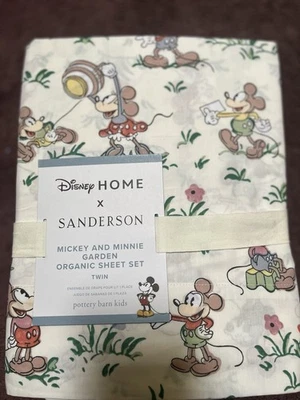 Disney HOME
X
SANDERSON
MICKEY AND MINNIE
GARDEN
ORGANIC SHEET SET
TWIN
pottery barn kids